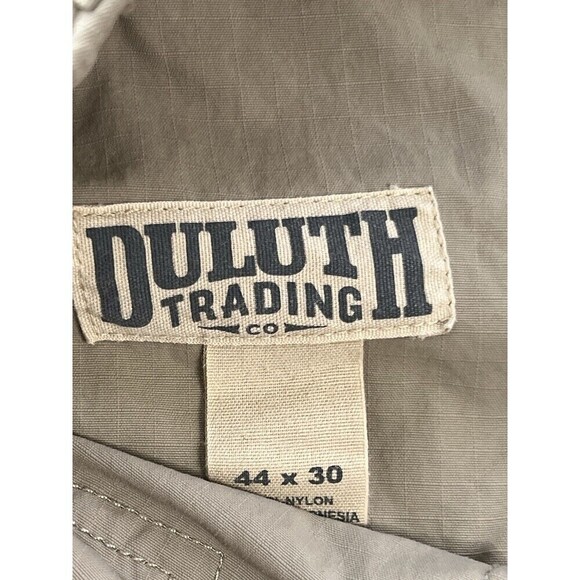 DULUTH
TRADING
CO
44 x 30
NYLON